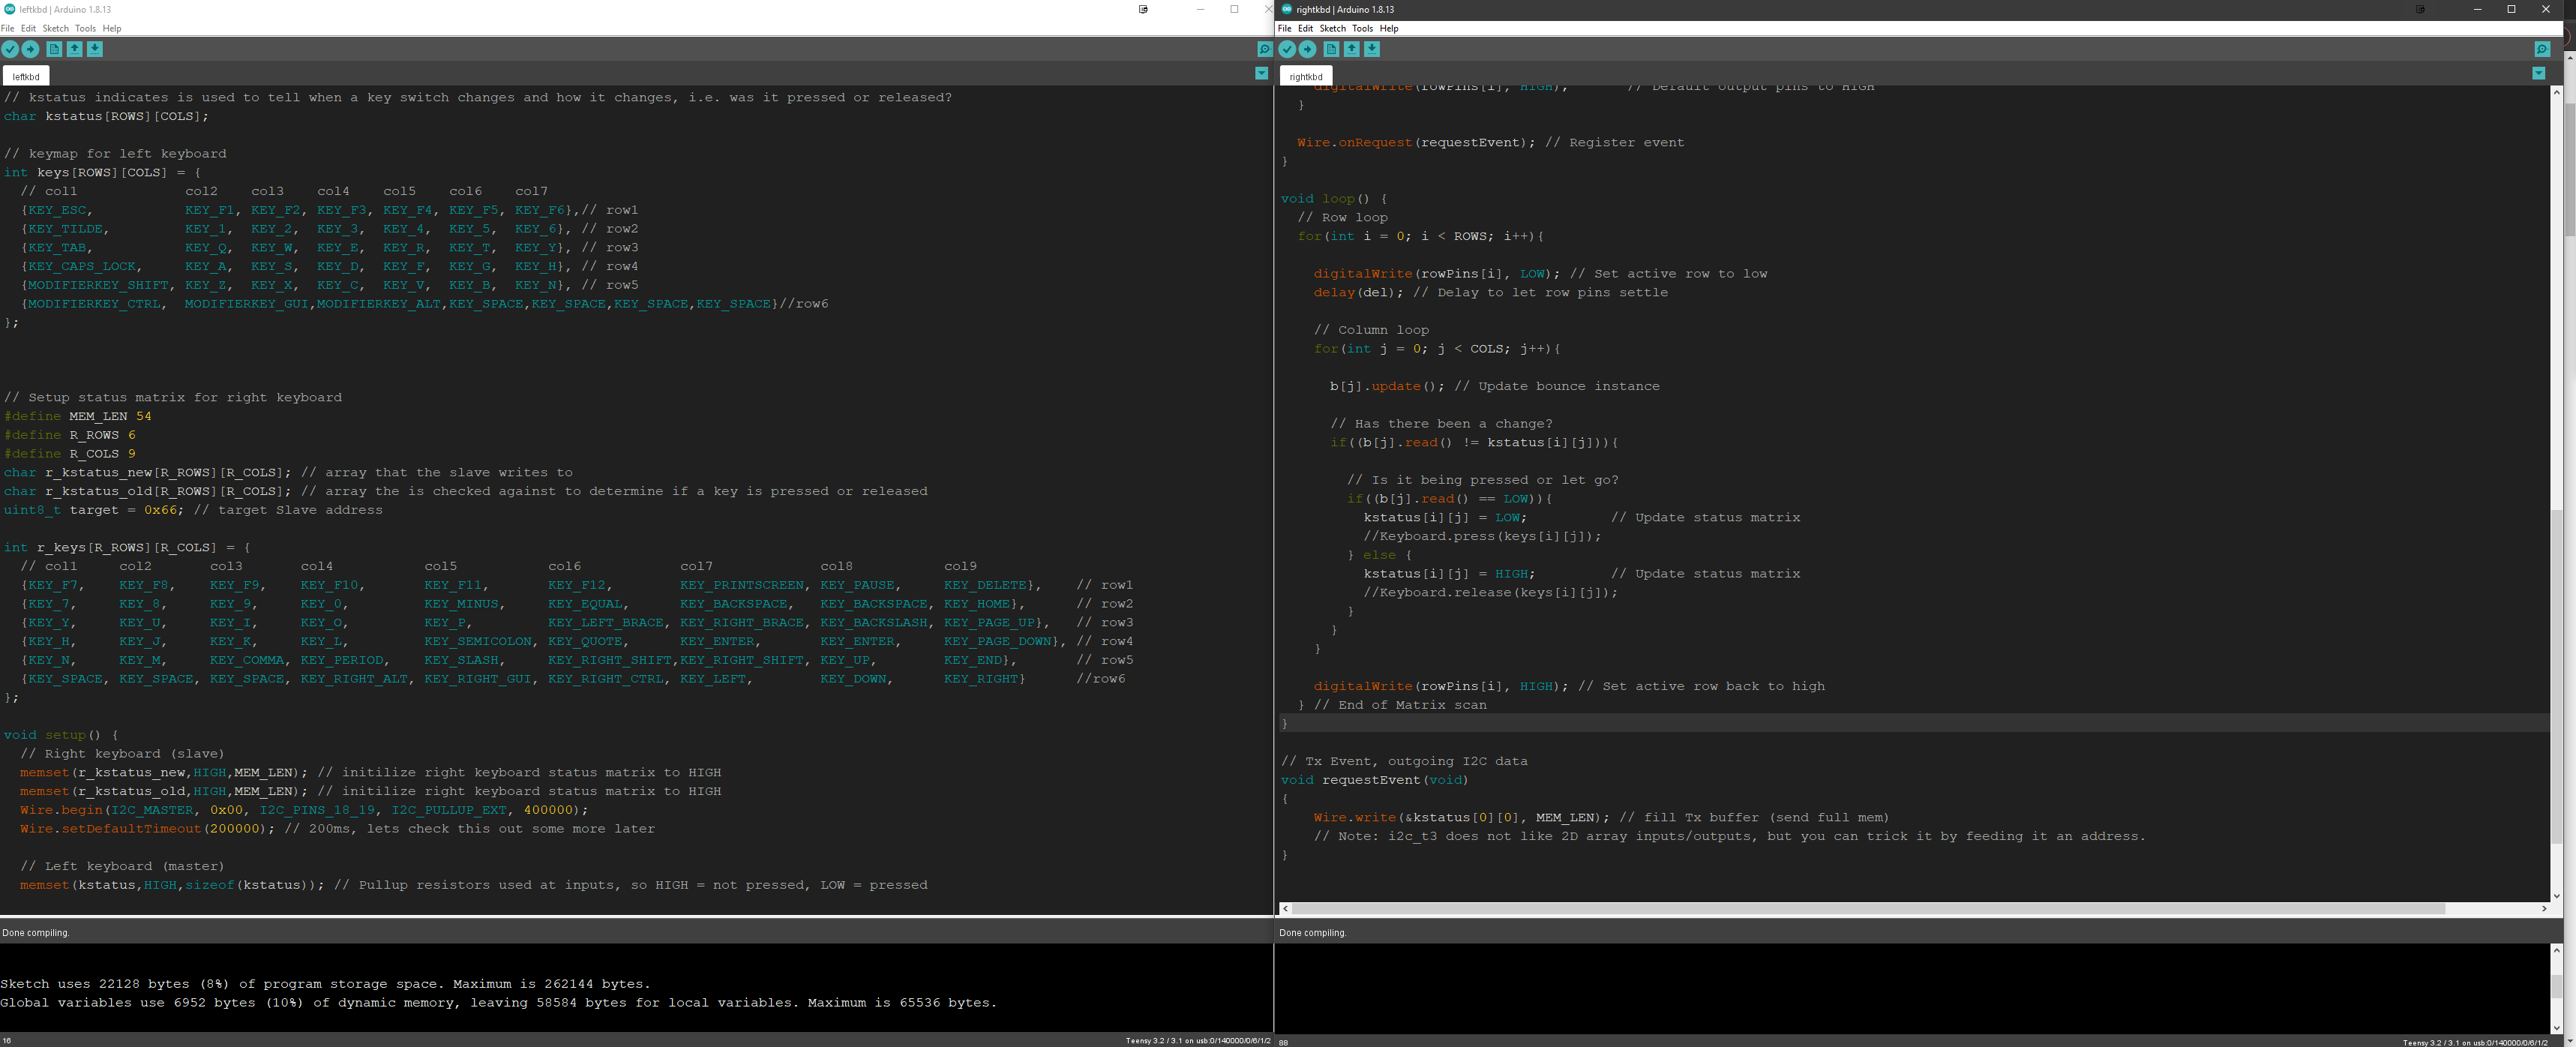 leftkbd | Arduino 1.8.13
File Edit Sketch Tools Help
leftkbd
// kstatus indicates is used to tell when a key switch changes and how it changes, i.e. was it pressed or released?
char kstatus[ROWS][COLS];
// keymap for left keyboard
int keys[ROWS][COLS] = {
// col1 col2 col3 col4 col5 col6 col7
{KEY_ESC, KEY_F1, KEY_F2, KEY_F3, KEY_F4, KEY_F5, KEY_F6},// row1
{KEY_TILDE, KEY_1, KEY_2, KEY_3, KEY_4, KEY_5, KEY_6}, // row2
{KEY_TAB, KEY_Q, KEY_W, KEY_E, KEY_R, KEY_T, KEY_Y}, // row3
{KEY_CAPS_LOCK, KEY_A, KEY_S, KEY_D, KEY_F, KEY_G, KEY_H}, // row4
{MODIFIERKEY_SHIFT, KEY_Z, KEY_X, KEY_C, KEY_V, KEY_B, KEY_N}, // row5
{MODIFIERKEY_CTRL, MODIFIERKEY_GUI,MODIFIERKEY_ALT,KEY_SPACE,KEY_SPACE,KEY_SPACE,KEY_SPACE}//row6
};
// Setup status matrix for right keyboard
#define MEM_LEN 54
#define R_ROWS 6
#define R_COLS 9
char r_kstatus_new[R_ROWS][R_COLS]; // array that the slave writes to
char r_kstatus_old[R_ROWS][R_COLS]; // array the is checked against to determine if a key is pressed or released
uint8_t target = 0x66; // target Slave address
int r_keys[R_ROWS][R_COLS] = {
// col1 col2 col3 col4 col5 col6 col7 col8 col9
{KEY_F7, KEY_F8, KEY_F9, KEY_F10, KEY_F11, KEY_F12, KEY_PRINTSCREEN, KEY_PAUSE, KEY_DELETE}, // row1
{KEY_7, KEY_8, KEY_9, KEY_0, KEY_MINUS, KEY_EQUAL, KEY_BACKSPACE, KEY_BACKSPACE, KEY_HOME}, // row2
{KEY_Y, KEY_U, KEY_I, KEY_O, KEY_P, KEY_LEFT_BRACE, KEY_RIGHT_BRACE, KEY_BACKSLASH, KEY_PAGE_UP}, // row3
{KEY_H, KEY_J, KEY_K, KEY_L, KEY_SEMICOLON, KEY_QUOTE, KEY_ENTER, KEY_ENTER, KEY_PAGE_DOWN}, // row4
{KEY_N, KEY_M, KEY_COMMA, KEY_PERIOD, KEY_SLASH, KEY_RIGHT_SHIFT,KEY_RIGHT_SHIFT, KEY_UP, KEY_END}, // row5
{KEY_SPACE, KEY_SPACE, KEY_SPACE, KEY_RIGHT_ALT, KEY_RIGHT_GUI, KEY_RIGHT_CTRL, KEY_LEFT, KEY_DOWN, KEY_RIGHT} //row6
};
void setup() {
// Right keyboard (slave)
memset(r_kstatus_new,HIGH,MEM_LEN); // initilize right keyboard status matrix to HIGH
memset(r_kstatus_old,HIGH,MEM_LEN); // initilize right keyboard status matrix to HIGH
Wire.begin(I2C_MASTER, 0x00, I2C_PINS_18_19, I2C_PULLUP_EXT, 400000);
Wire.setDefaultTimeout(200000); // 200ms, lets check this out some more later
// Left keyboard (master)
memset(kstatus,HIGH,sizeof(kstatus)); // Pullup resistors used at inputs, so HIGH = not pressed, LOW = pressed
Done compiling.
Sketch uses 22128 bytes (8%) of program storage space. Maximum is 262144 bytes.
Global variables use 6952 bytes (10%) of dynamic memory, leaving 58584 bytes for local variables. Maximum is 65536 bytes.
16
Teensy 3.2 / 3.1 on usb:0/140000/0/6/1/2
rightkbd | Arduino 1.8.13
File Edit Sketch Tools Help
rightkbd
digitalWrite(rowPins[i], HIGH); // Default output pins to HIGH
}
Wire.onRequest(requestEvent); // Register event
}
void loop() {
// Row loop
for(int i = 0; i < ROWS; i++){
digitalWrite(rowPins[i], LOW); // Set active row to low
delay(del); // Delay to let row pins settle
// Column loop
for(int j = 0; j < COLS; j++){
b[j].update(); // Update bounce instance
// Has there been a change?
if((b[j].read() != kstatus[i][j])){
// Is it being pressed or let go?
if((b[j].read() == LOW)){
kstatus[i][j] = LOW; // Update status matrix
//Keyboard.press(keys[i][j]);
} else {
kstatus[i][j] = HIGH; // Update status matrix
//Keyboard.release(keys[i][j]);
}
}
}
digitalWrite(rowPins[i], HIGH); // Set active row back to high
} // End of Matrix scan
}
// Tx Event, outgoing I2C data
void requestEvent(void)
{
Wire.write(&kstatus[0][0], MEM_LEN); // fill Tx buffer (send full mem)
// Note: i2c_t3 does not like 2D array inputs/outputs, but you can trick it by feeding it an address.
}
Done compiling.
88
Teensy 3.2 / 3.1 on usb:0/140000/0/6/1/2